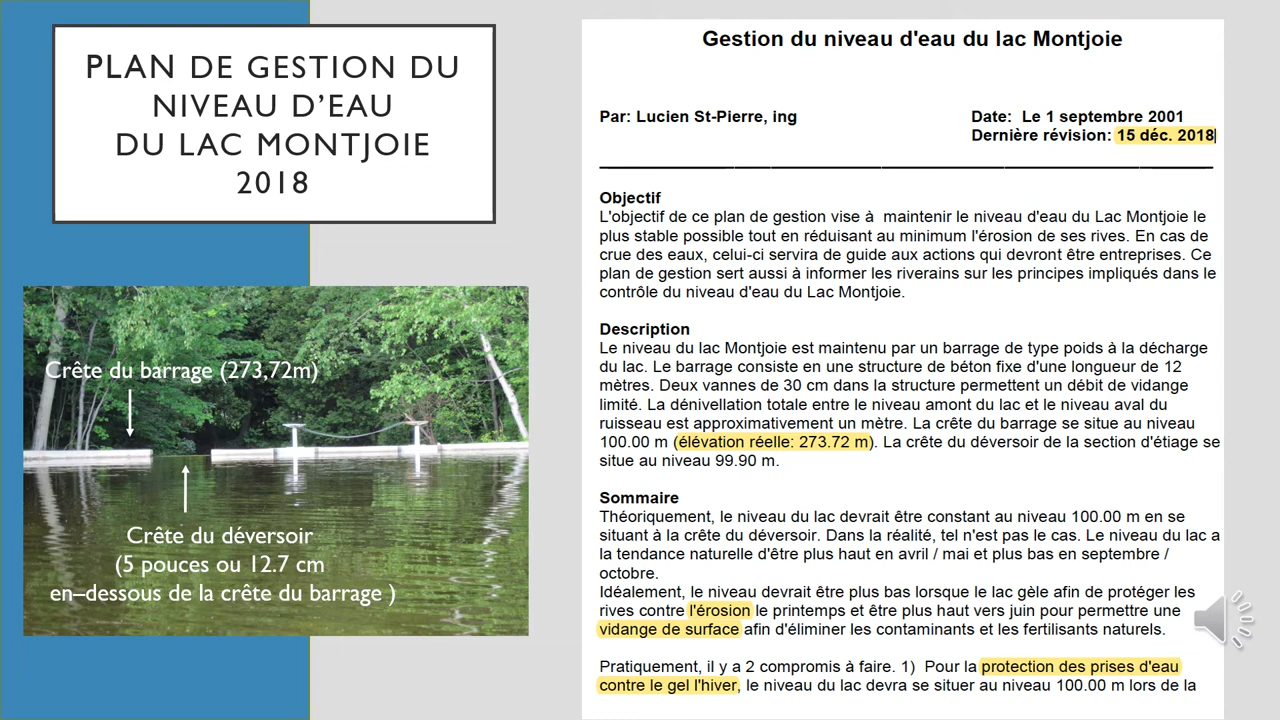 PLAN DE GESTION DU
NIVEAU D'EAU
DU LAC MONTJOIE
2018
Crête du barrage (273,72m)
Crête du déversoir
(5 pouces ou 12.7 cm
en–dessous de la crête du barrage )
Gestion du niveau d'eau du lac Montjoie
Par: Lucien St-Pierre, ing
Date: Le 1 septembre 2001
Dernière révision: 15 déc. 2018
Objectif
L'objectif de ce plan de gestion vise à maintenir le niveau d'eau du Lac Montjoie le
plus stable possible tout en réduisant au minimum l'érosion de ses rives. En cas de
crue des eaux, celui-ci servira de guide aux actions qui devront être entreprises. Ce
plan de gestion sert aussi à informer les riverains sur les principes impliqués dans le
contrôle du niveau d'eau du Lac Montjoie.
Description
Le niveau du lac Montjoie est maintenu par un barrage de type poids à la décharge
du lac. Le barrage consiste en une structure de béton fixe d'une longueur de 12
mètres. Deux vannes de 30 cm dans la structure permettent un débit de vidange
limité. La dénivellation totale entre le niveau amont du lac et le niveau aval du
ruisseau est approximativement un mètre. La crête du barrage se situe au niveau
100.00 m (élévation réelle: 273.72 m). La crête du déversoir de la section d'étiage se
situe au niveau 99.90 m.
Sommaire
Théoriquement, le niveau du lac devrait être constant au niveau 100.00 m en se
situant à la crête du déversoir. Dans la réalité, tel n'est pas le cas. Le niveau du lac a
la tendance naturelle d'être plus haut en avril / mai et plus bas en septembre /
octobre.
Idéalement, le niveau devrait être plus bas lorsque le lac gèle afin de protéger les
rives contre l'érosion le printemps et être plus haut vers juin pour permettre une
vidange de surface afin d'éliminer les contaminants et les fertilisants naturels.
Pratiquement, il y a 2 compromis à faire. 1) Pour la protection des prises d'eau
contre le gel l'hiver, le niveau du lac devra se situer au niveau 100.00 m lors de la